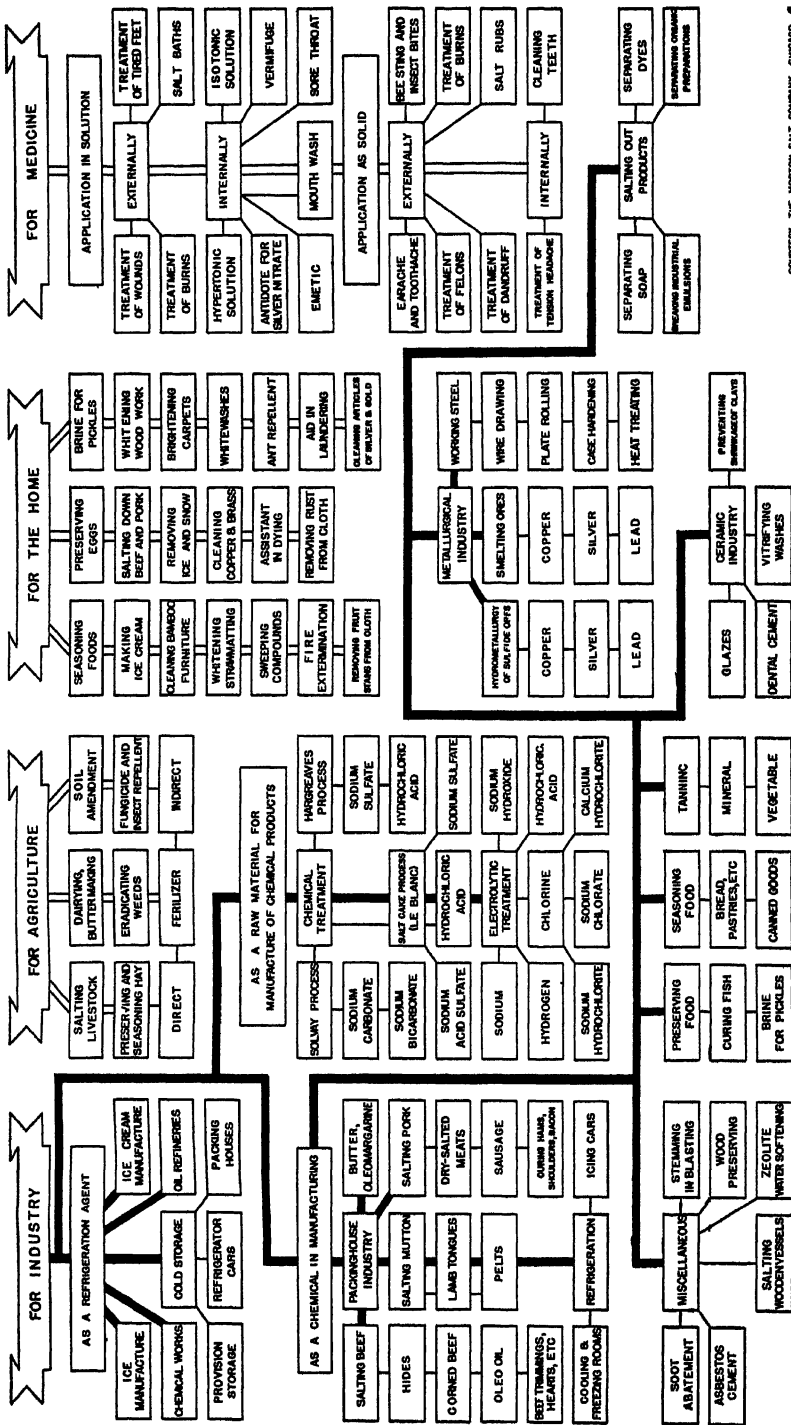 FOR INDUSTRY
AS A REFRIGERATION AGENT
ICE
MANUFACTURE
ICE CREAM
MANUFACTURE
CHEMICAL WORKS
COLD STORAGE
OIL REFINERIES
PROVISION
STORAGE
REFRIGERATOR
CARS
PACKING
HOUSES
AS A CHEMICAL IN MANUFACTURING
SALTING BEEF
PACKINGHOUSE
INDUSTRY
BUTTER,
OLEOMARGARINE
HIDES
SALTING MUTTON
SALTING PORK
CORNED BEEF
LAMB TONGUES
DRY-SALTED
MEATS
OLEO OIL
PELTS
SAUSAGE
BEEF TRIMMINGS,
HEARTS, ETC
CURING HAMS,
SHOULDERS, BACON
COOLING &
FREEZING ROOMS
REFRIGERATION
ICING CARS
SOOT
ABATEMENT
MISCELLANEOUS
STEMMING
IN BLASTING
ASBESTOS
CEMENT
WOOD
PRESERVING
SALTING
WOODEN VESSELS
ZEOLITE
WATER SOFTENING
FOR AGRICULTURE
SALTING
LIVESTOCK
DAIRYING,
BUTTER MAKING
SOIL
AMENDMENT
PRESERVING AND
SEASONING HAY
ERADICATING
WEEDS
FUNGICIDE AND
INSECT REPELLENT
DIRECT
FERILIZER
INDIRECT
AS A RAW MATERIAL FOR
MANUFACTURE OF CHEMICAL PRODUCTS
SOLVAY PROCESS
CHEMICAL
TREATMENT
HARGREAVES
PROCESS
SODIUM
CARBONATE
SODIUM
SULFATE
SODIUM
BICARBONATE
SALT CAKE PROCESS
(LE BLANC)
HYDROCHLORIC
ACID
SODIUM
ACID SULFATE
HYDROCHLORIC
ACID
SODIUM SULFATE
SODIUM
ELECTROLYTIC
TREATMENT
SODIUM
HYDROXIDE
HYDROGEN
CHLORINE
HYDROCHLORIC.
ACID
SODIUM
HYDROCHLORITE
SODIUM
CHLORATE
CALCIUM
HYDROCHLORITE
PRESERVING
FOOD
SEASONING
FOOD
TANNINC
CURING FISH
BREAD,
PASTRIES, ETC
MINERAL
BRINE
FOR PICKLES
CANNED GOODS
VEGETABLE
FOR THE HOME
SEASONING
FOODS
PRESERVING
EGGS
BRINE FOR
PICKLES
MAKING
ICE CREAM
SALTING DOWN
BEEF AND PORK
WHITENING
WOOD WORK
CLEANING BAMBOO
FURNITURE
REMOVING
ICE AND SNOW
BRIGHTENING
CARPETS
WHITENING
STRAWMATTING
CLEANING
COPPER & BRASS
WHITEWASHES
SWEEPING
COMPOUNDS
ASSISTANT
IN DYING
ANT REPELLENT
FIRE
EXTERMINATION
REMOVING RUST
FROM CLOTH
AID IN
LAUNDERING
REMOVING FRUIT
STAINS FROM CLOTH
CLEANING ARTICLES
OF SILVER & GOLD
METALLURGICAL
INDUSTRY
WORKING STEEL
HYDROMETALLURGY
OF SULFIDE OPFS
SMELTING ORES
WIRE DRAWING
COPPER
COPPER
PLATE ROLLING
SILVER
SILVER
CASE HARDENING
LEAD
LEAD
HEAT TREATING
GLAZES
CERAMIC
INDUSTRY
PREVENTING
SHRINKAGE OF CLAYS
DENTAL CEMENT
VITRIFYING
WASHES
FOR MEDICINE
APPLICATION IN SOLUTION
TREATMENT
OF WOUNDS
EXTERNALLY
TREATMENT
OF TIRED FEET
TREATMENT
OF BURNS
SALT BATHS
HYPERTONIC
SOLUTION
INTERNALLY
ISOTONIC
SOLUTION
ANTIDOTE FOR
SILVER NITRATE
VERMIFUGE
EMETIC
MOUTH WASH
SORE THROAT
APPLICATION AS SOLID
EARACHE
AND TOOTHACHE
EXTERNALLY
BEE STING AND
INSECT BITES
TREATMENT
OF FELONS
TREATMENT
OF BURNS
TREATMENT
OF DANDRUFF
SALT RUBS
TREATMENT OF
TENSION HEADACHE
INTERNALLY
CLEANING
TEETH
SEPARATING
SOAP
SALTING OUT
PRODUCTS
SEPARATING
DYES
BREAKING INDUSTRIAL
EMULSIONS
SEPARATING ORGANIC
PREPARATIONS